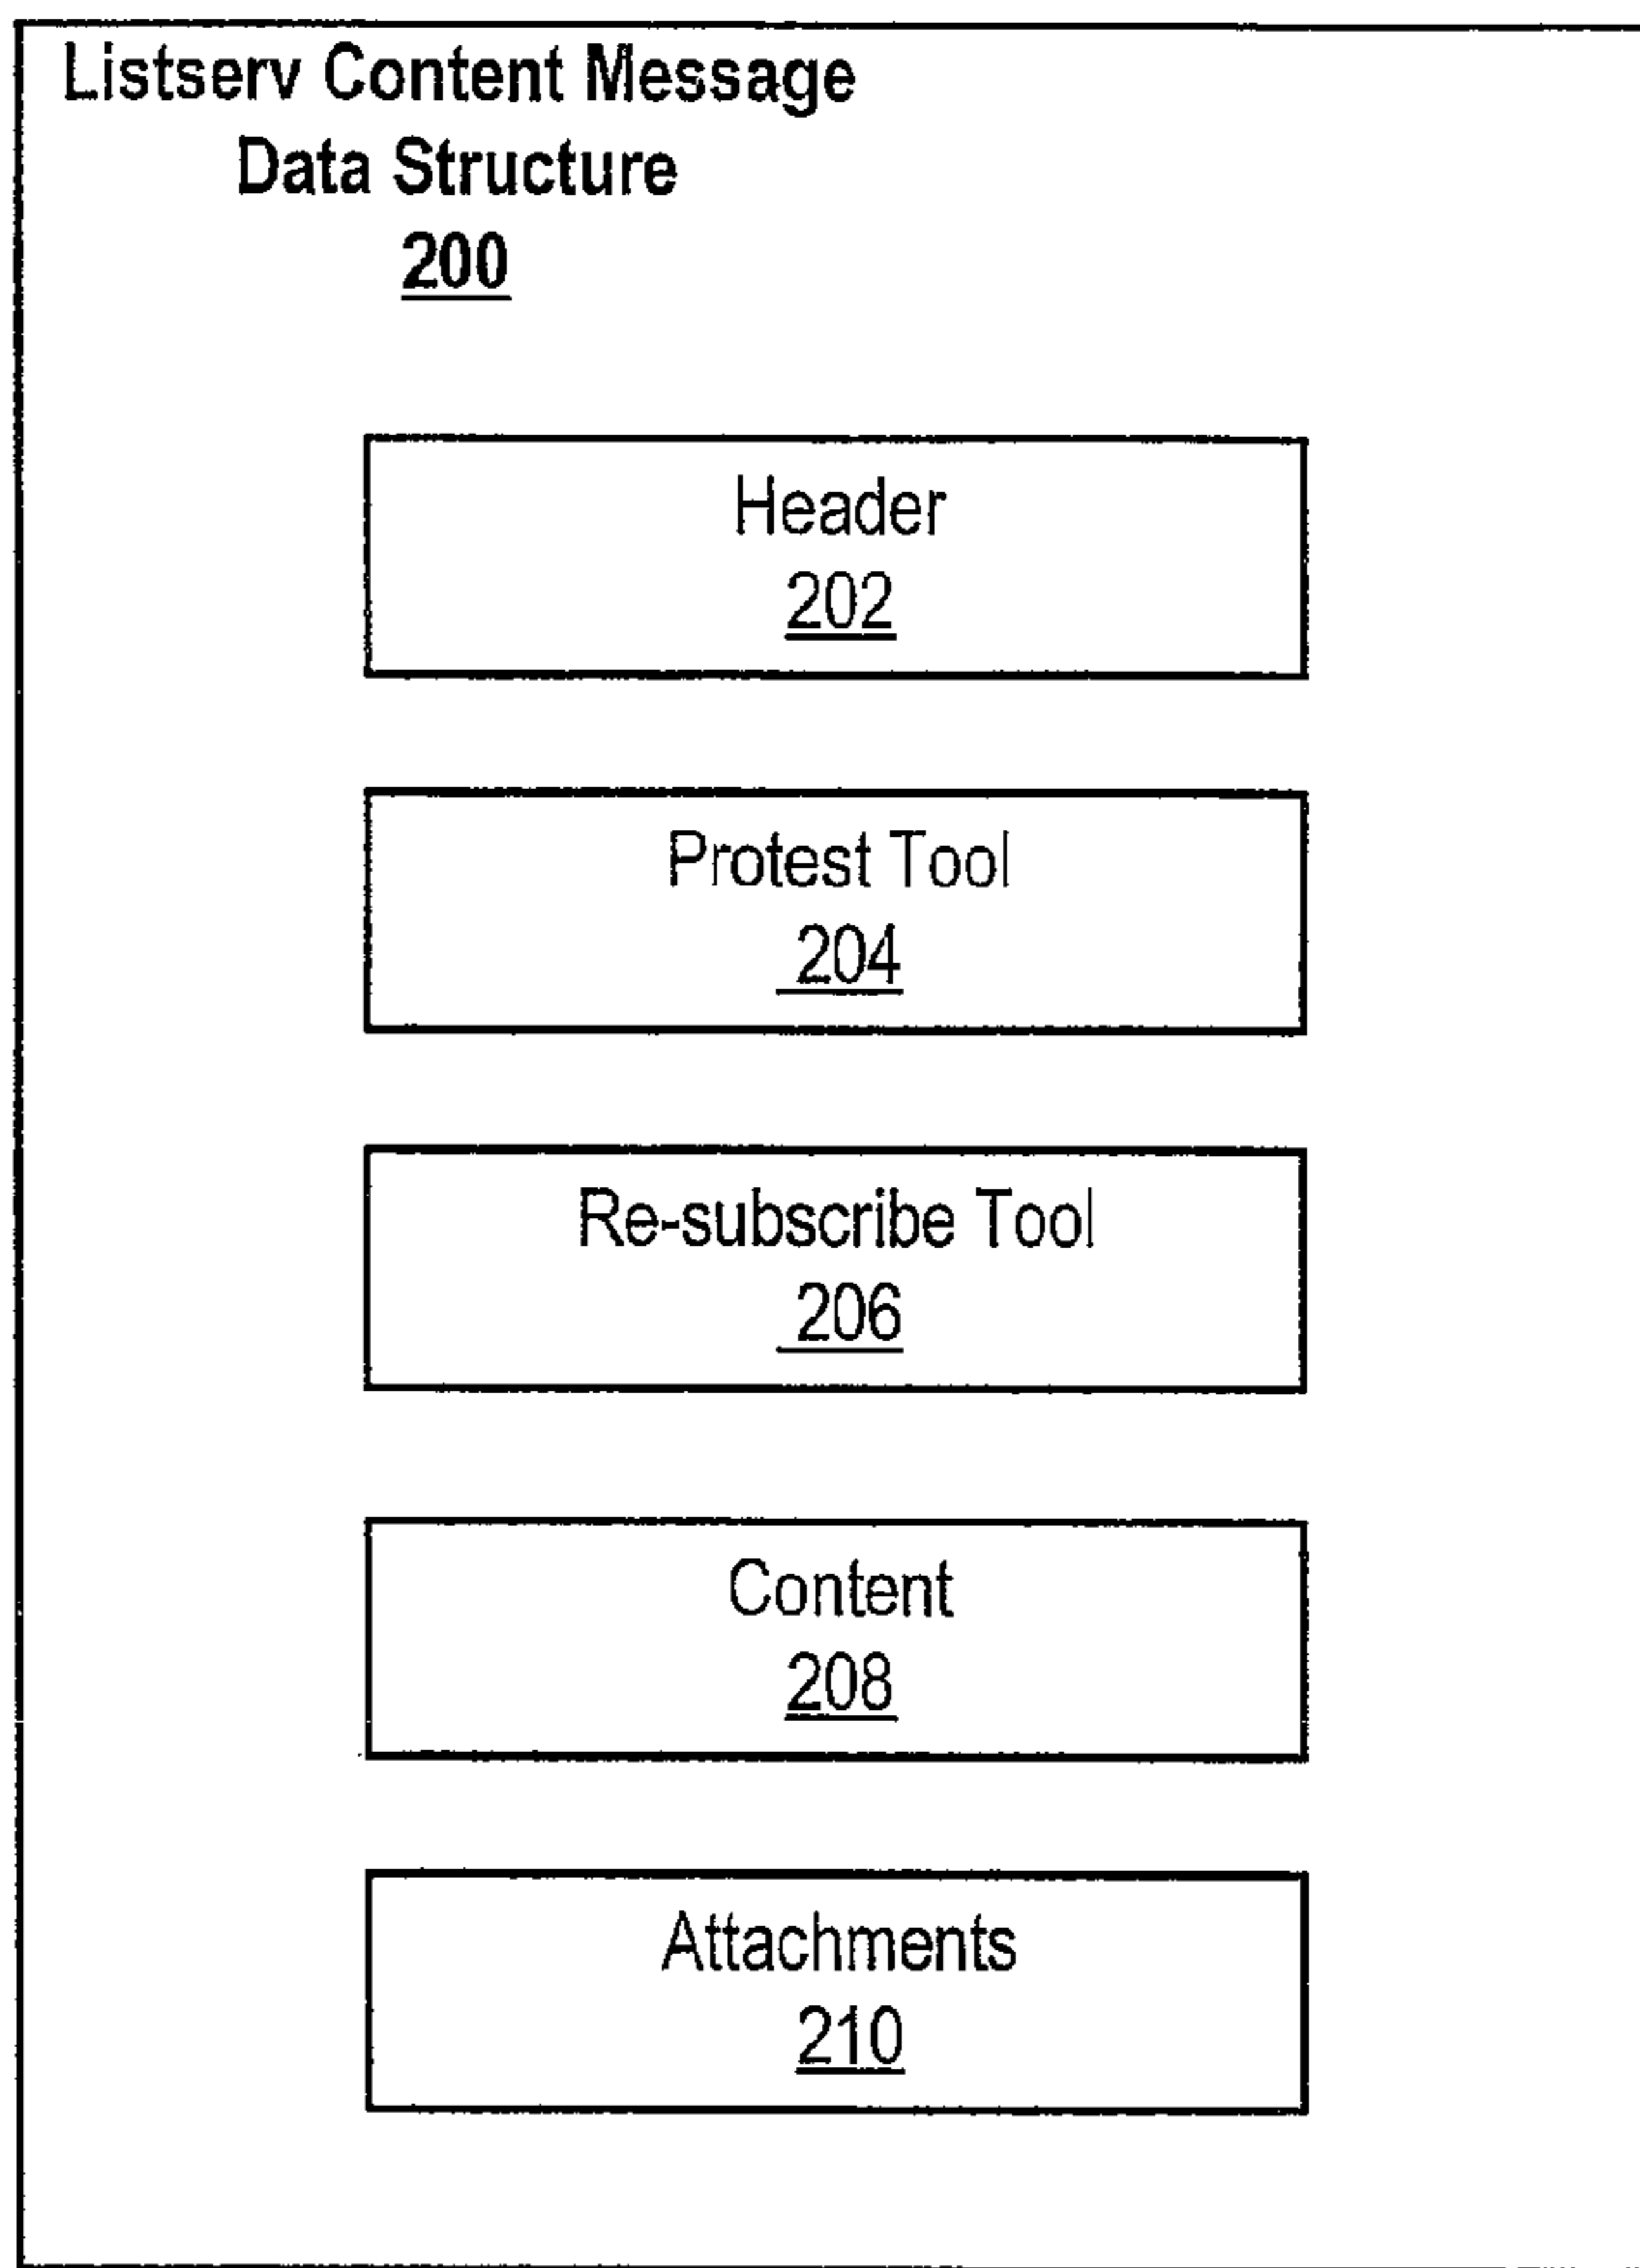 Listserv Content Message
Data Structure
200
Header
202
Protest Tool
204
Re-subscribe Tool
206
Content
208
Attachments
210